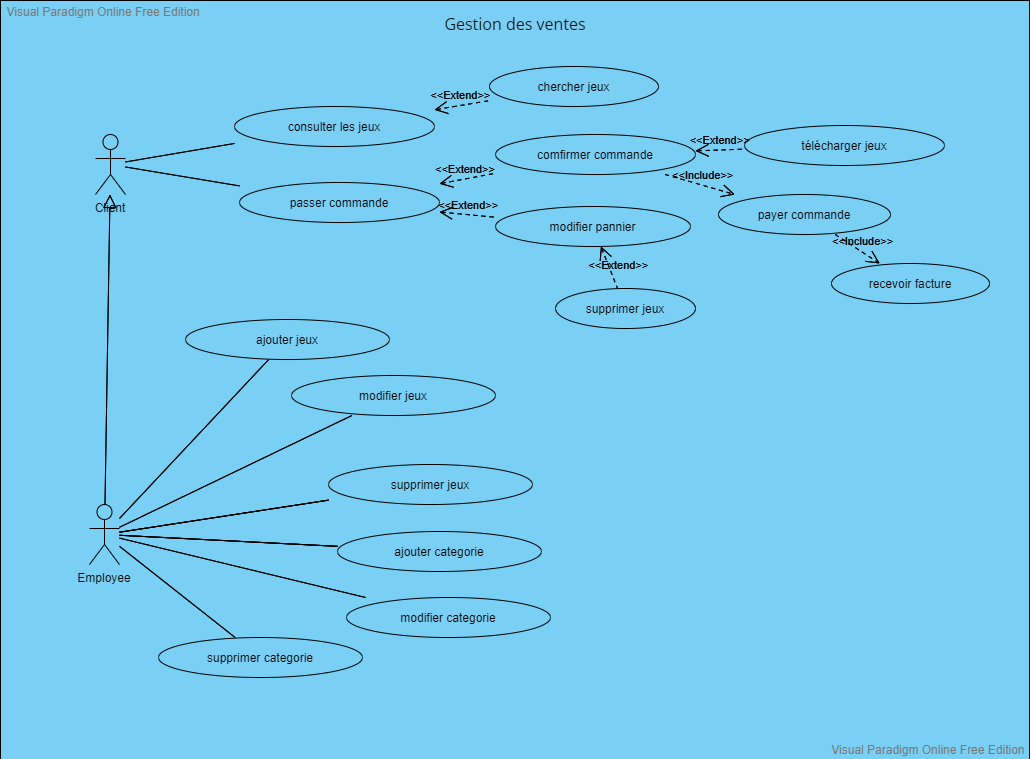 Visual Paradigm Online Free Edition
Gestion des ventes
chercher jeux
<<Extend>>
consulter les jeux
télécharger jeux
<<Extend>>
comfirmer commande
<<Extend>>
<<Include>>
passer commande
<<Extend>>
Client
payer commande
modifier pannier
<<Include>>
<<Extend>>
recevoir facture
supprimer jeux
ajouter jeux
modifier jeux
supprimer jeux
ajouter categorie
Employee
modifier categorie
supprimer categorie
Visual Paradigm Online Free Edition